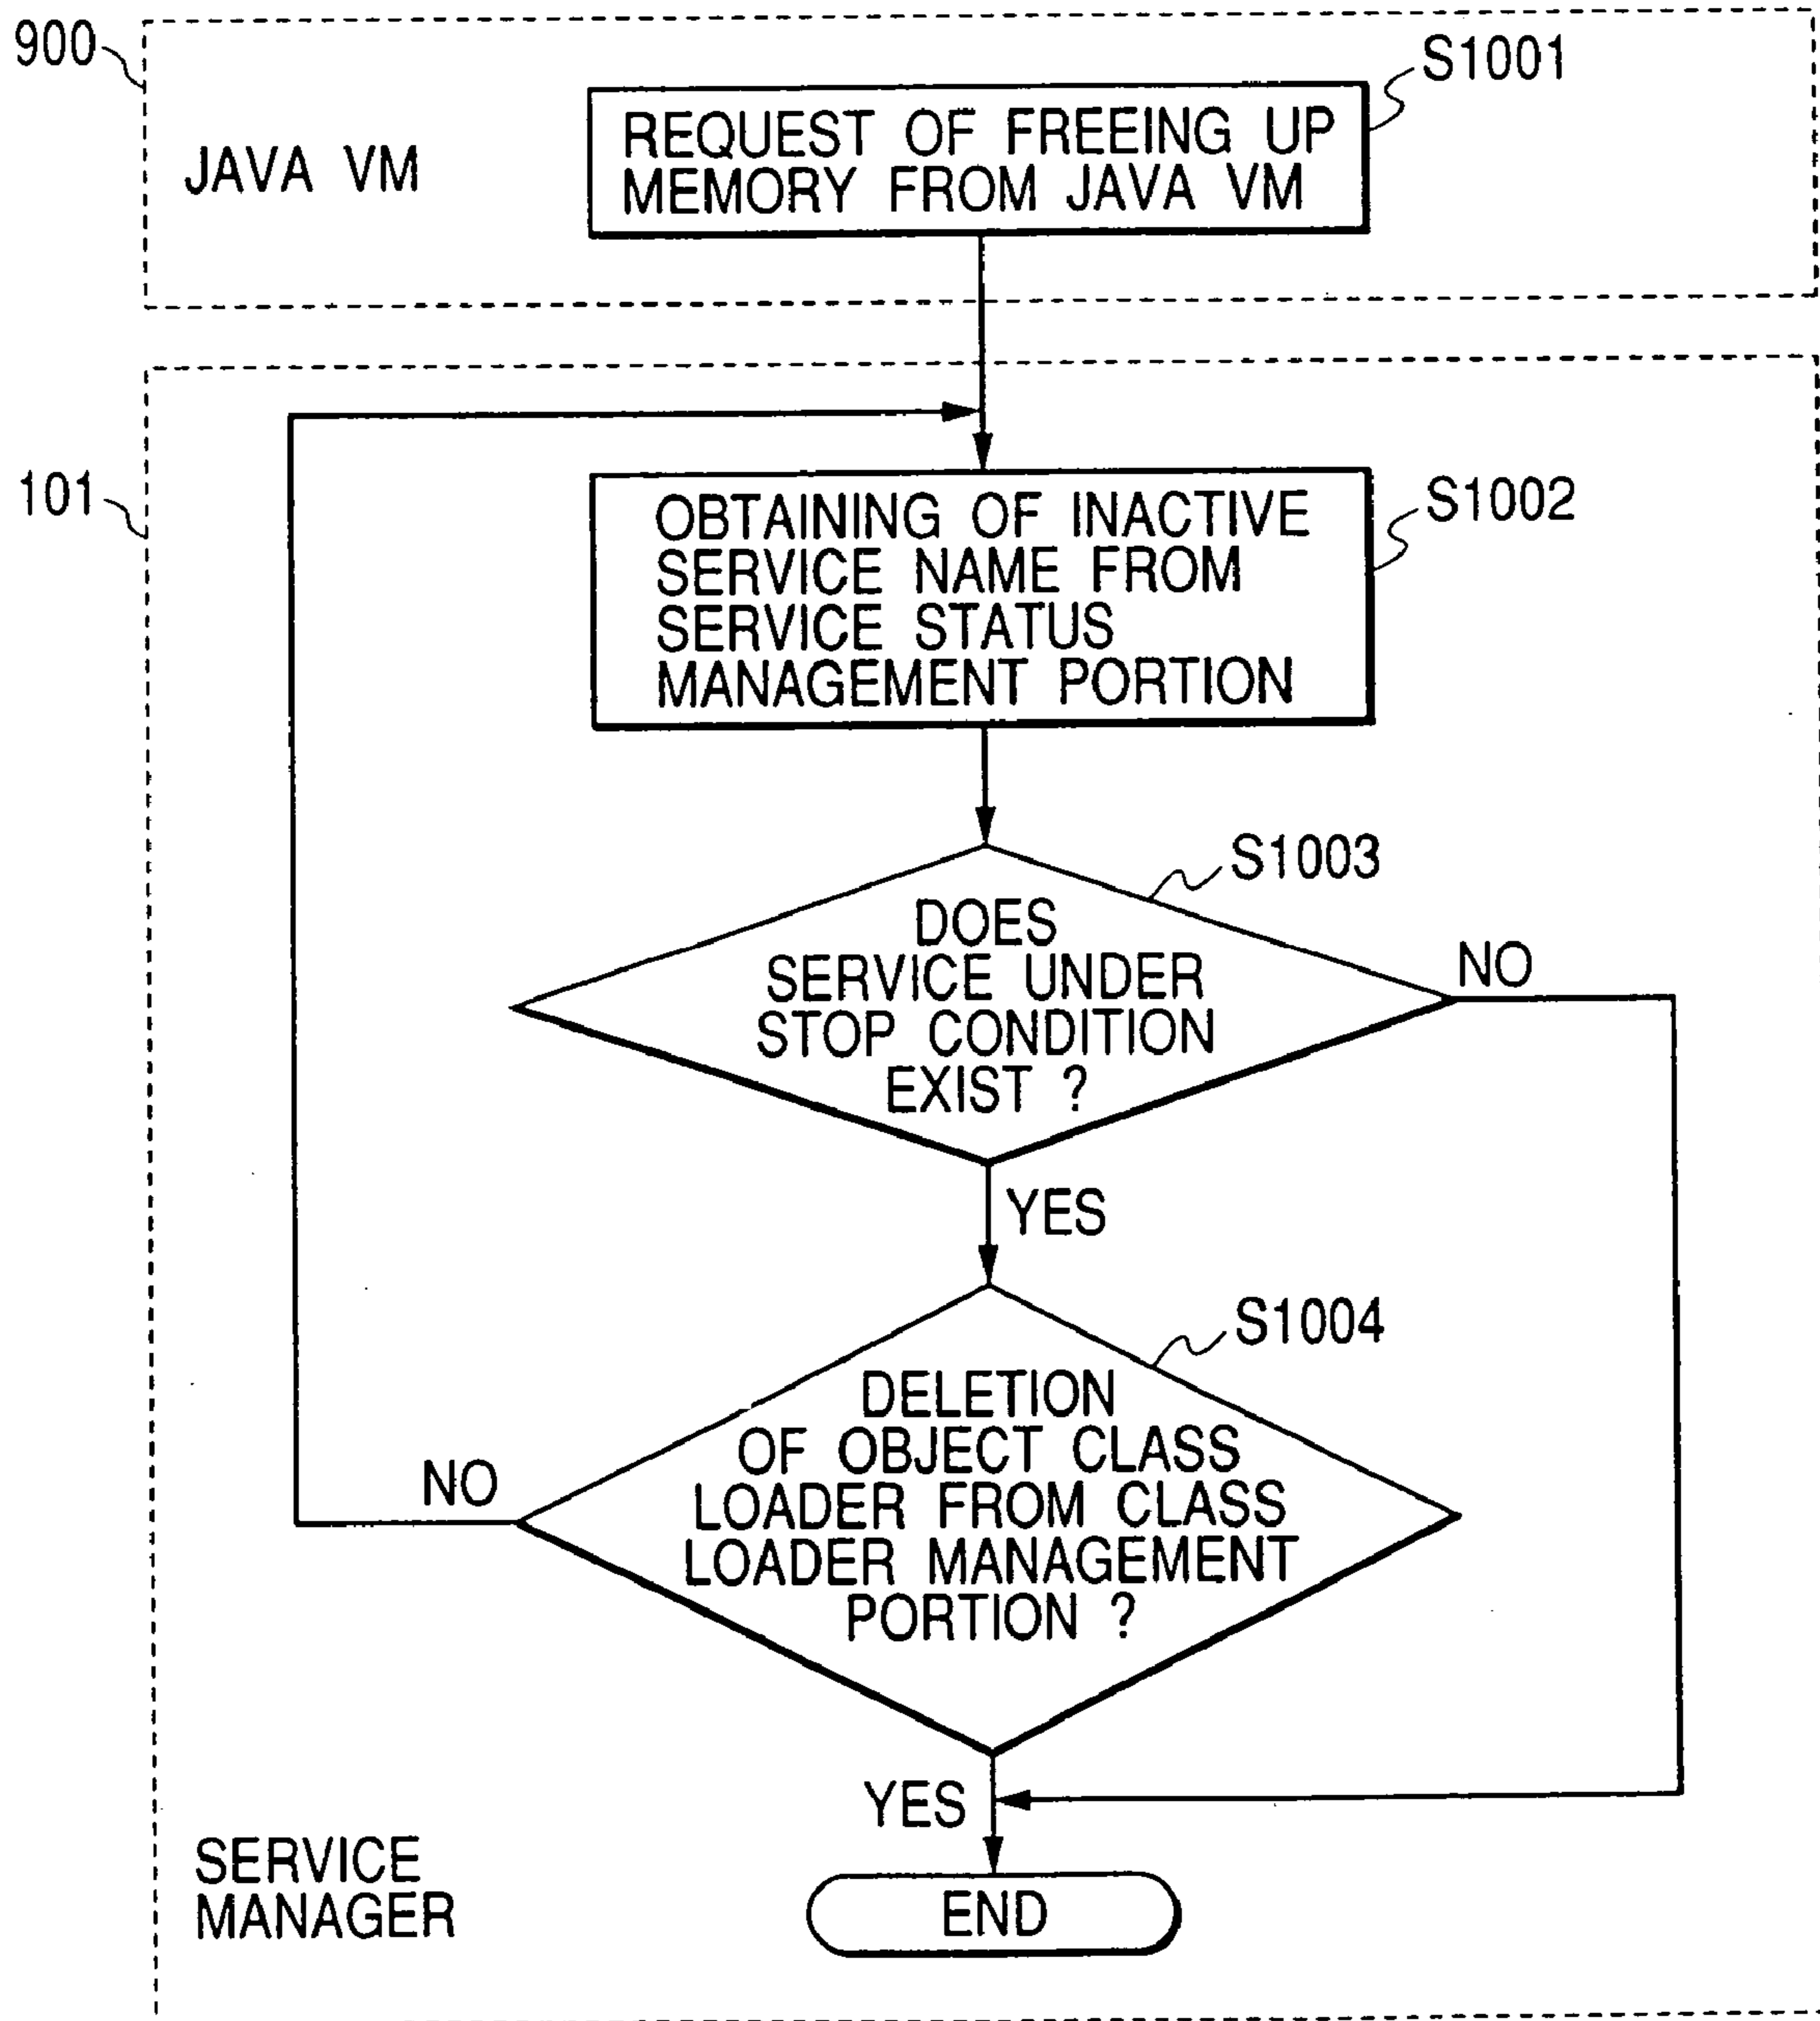 900
S1001
JAVA VM
REQUEST OF FREEING UP
MEMORY FROM JAVA VM
101
S1002
OBTAINING OF INACTIVE
SERVICE NAME FROM
SERVICE STATUS
MANAGEMENT PORTION
S1003
DOES
SERVICE UNDER
STOP CONDITION
EXIST ?
NO
YES
S1004
DELETION
OF OBJECT CLASS
LOADER FROM CLASS
LOADER MANAGEMENT
PORTION ?
NO
YES
SERVICE
MANAGER
END